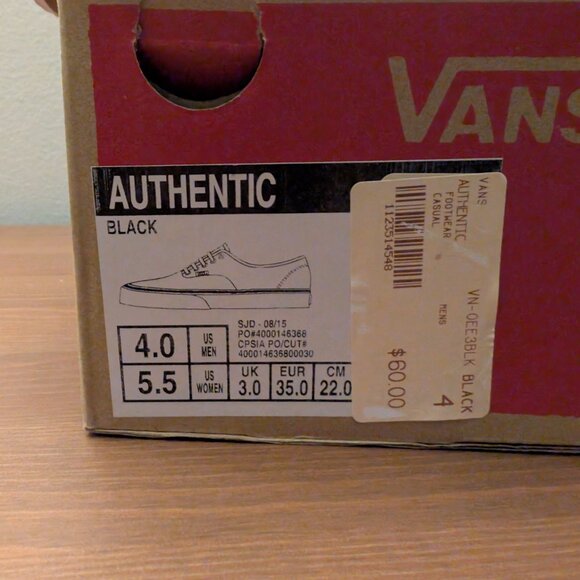 VANS
AUTHENTIC
BLACK
4.0 US MEN
5.5 US WOMEN
SJD - 08/15
PO#4000146368
CPSIA PO/CUT#
400014636800030
UK EUR CM
3.0 35.0 22.0
VANS
AUTHENTIC
FOOTWEAR
CASUAL
1123514548
MENS
VN-0EE3BLK BLACK
4
$60.00